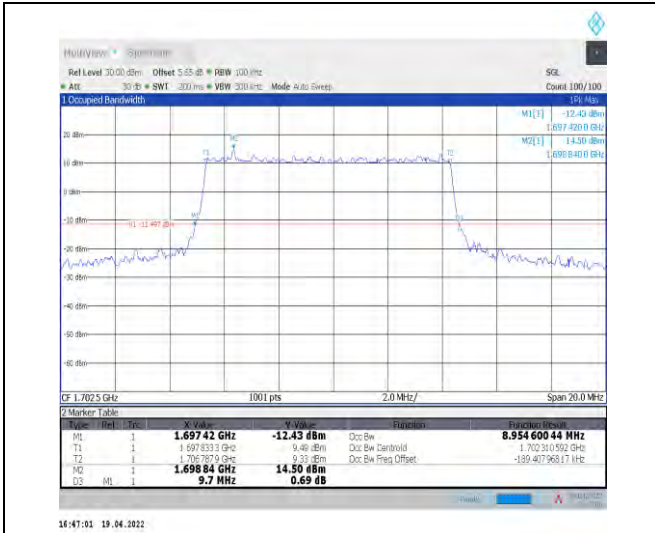 MultiView Spectrum
Ref Level 30.00 dBm Offset 5.65 dB RBW 100 kHz SGL
Att 30 dB SWT 200 ms VBW 300 kHz Mode Auto Sweep Count 100/100
1 Occupied Bandwidth 1Pk Max
M1[1] -12.43 dBm
1.697 420 0 GHz
M2[1] 14.50 dBm
1.698 840 0 GHz
20 dBm
M2
T1 T2
10 dBm
0 dBm
-10 dBm
M1
-20 dBm
-30 dBm
-40 dBm
-50 dBm
-60 dBm
CF 1.7025 GHz 1001 pts 2.0 MHz/ Span 20.0 MHz
2 Marker Table
Type Ref Trc X-Value Y-Value Function Function Result
M1 1 1.697 42 GHz -12.43 dBm Occ Bw 8.954 600 44 MHz
T1 1 1.697 833 3 GHz 9.48 dBm Occ Bw Centroid 1.702 310 592 GHz
T2 1 1.706 787 9 GHz 9.33 dBm Occ Bw Freq Offset -189.407 968 17 kHz
M2 1 1.698 84 GHz 14.50 dBm
D3 M1 1 9.7 MHz 0.69 dB
16:47:01 19.04.2022